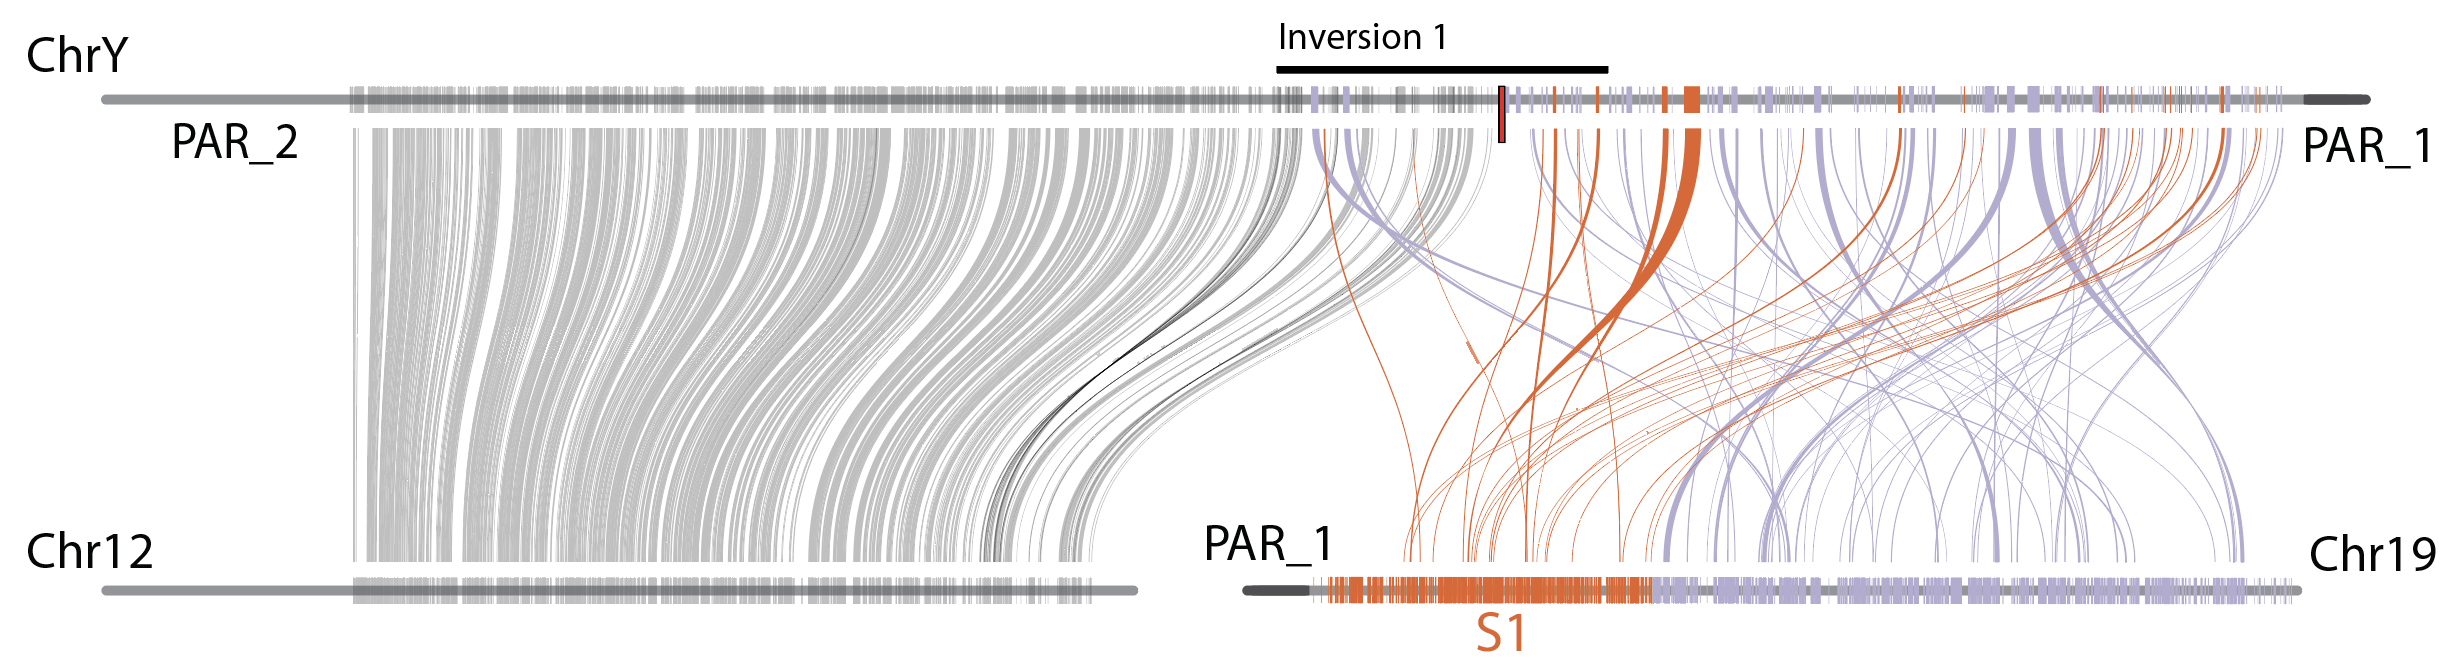 Inversion 1
ChrY
PAR_2
PAR_1
PAR_1
Chr12
Chr19
S1